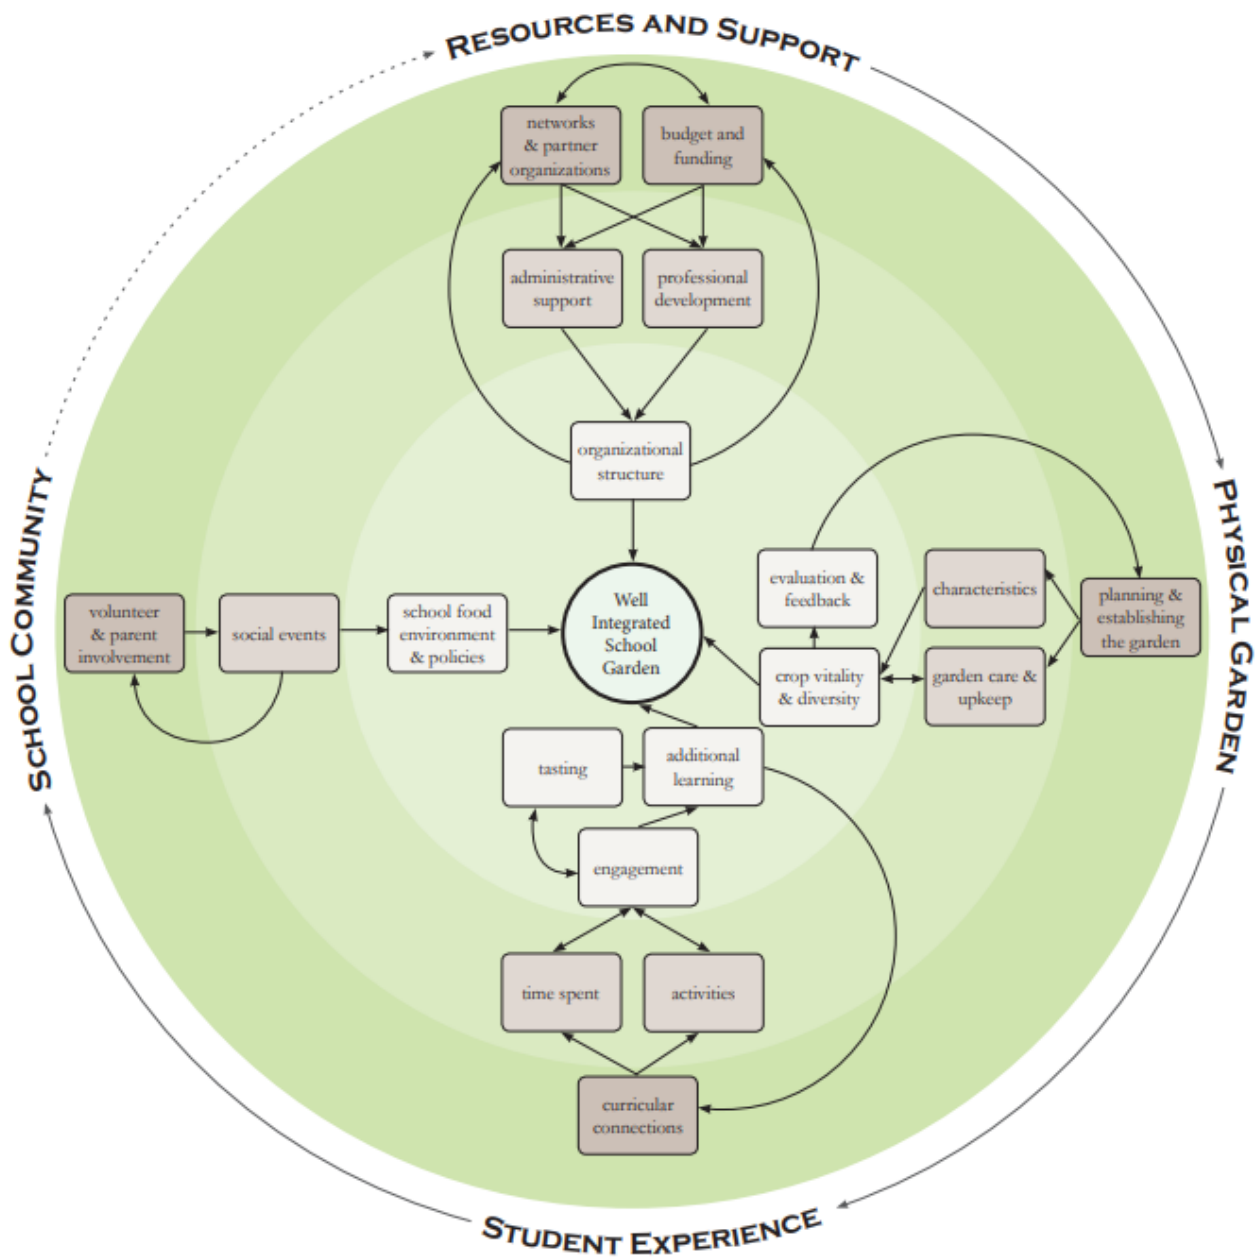 RESOURCES AND SUPPORT
networks
& partner
organizations
budget and
funding
administrative
support
professional
development
organizational
structure
SCHOOL COMMUNITY
PHYSICAL GARDEN
volunteer
& parent
involvement
social events
school food
environment
& policies
Well
Integrated
School
Garden
evaluation &
feedback
characteristics
planning &
establishing
the garden
crop vitality
& diversity
garden care &
upkeep
tasting
additional
learning
engagement
time spent
activities
curricular
connections
STUDENT EXPERIENCE